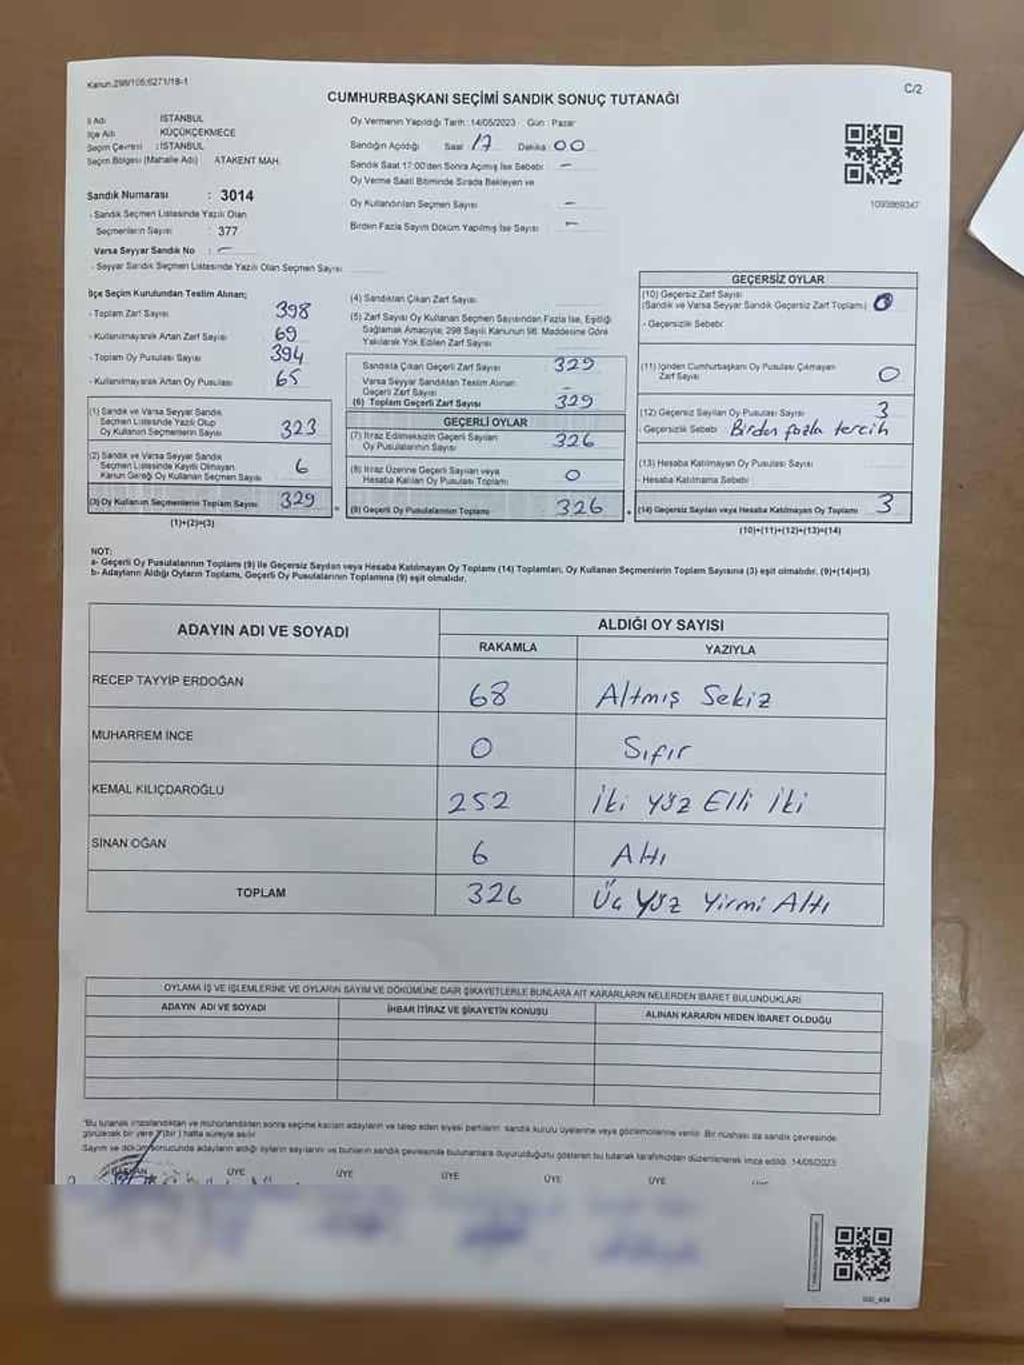 Kanun:298/105;6271/18-1
C/2
CUMHURBAŞKANI SEÇİMİ SANDIK SONUÇ TUTANAĞI
İl Adı İSTANBUL
İlçe Adı KÜÇÜKÇEKMECE
Seçim Çevresi : İSTANBUL
Seçim Bölgesi (Mahalle Adı) ATAKENT MAH.
Sandık Numarası : 3014
- Sandık Seçmen Listesinde Yazılı Olan
Seçmenlerin Sayısı : 377
Varsa Seyyar Sandık No : -
- Seyyar Sandık Seçmen Listesinde Yazılı Olan Seçmen Sayısı
Oy Vermenin Yapıldığı Tarih :14/05/2023 Gün : Pazar
Sandığın Açıldığı Saat 17 Dakika 00
Sandık Saat 17:00'den Sonra Açılmış İse Sebebi -
Oy Verme Saati Bitiminde Sırada Bekleyen ve
Oy Kullandırılan Seçmen Sayısı -
Birden Fazla Sayım Döküm Yapılmış İse Sayısı -
1093869347
İlçe Seçim Kurulundan Teslim Alınan;
- Toplam Zarf Sayısı 398
- Kullanılmayarak Artan Zarf Sayısı 69
- Toplam Oy Pusulası Sayısı 394
- Kullanılmayarak Artan Oy Pusulası 65
(1) Sandık ve Varsa Seyyar Sandık
Seçmen Listesinde Yazılı Olup
Oy Kullanan Seçmenlerin Sayısı 323
(2) Sandık ve Varsa Seyyar Sandık
Seçmen Listesinde Kayıtlı Olmayan
Kanun Gereği Oy Kullanan Seçmen Sayısı 6
(3) Oy Kullanan Seçmenlerin Toplam Sayısı 329 =
(1)+(2)=(3)
(4) Sandıktan Çıkan Zarf Sayısı
(5) Zarf Sayısı Oy Kullanan Seçmen Sayısından Fazla İse, Eşitliği
Sağlamak Amacıyla; 298 Sayılı Kanunun 98. Maddesine Göre
Yakılarak Yok Edilen Zarf Sayısı
Sandıkta Çıkan Geçerli Zarf Sayısı 329
Varsa Seyyar Sandıktan Teslim Alınan
Geçerli Zarf Sayısı -
(6) Toplam Geçerli Zarf Sayısı 329
GEÇERLİ OYLAR
(7) İtiraz Edilmeksizin Geçerli Sayılan
Oy Pusulalarının Sayısı 326
(8) İtiraz Üzerine Geçerli Sayılan veya
Hesaba Katılan Oy Pusulası Toplamı 0
(9) Geçerli Oy Pusulalarının Toplamı 326 +
GEÇERSİZ OYLAR
(10) Geçersiz Zarf Sayısı
(Sandık ve Varsa Seyyar Sandık Geçersiz Zarf Toplamı) 0
- Geçersizlik Sebebi
(11) İçinden Cumhurbaşkanı Oy Pusulası Çıkmayan
Zarf Sayısı 0
(12) Geçersiz Sayılan Oy Pusulası Sayısı 3
- Geçersizlik Sebebi Birden fazla tercih
(13) Hesaba Katılmayan Oy Pusulası Sayısı
- Hesaba Katılmama Sebebi
(14) Geçersiz Sayılan veya Hesaba Katılmayan Oy Toplamı 3
(10)+(11)+(12)+(13)=(14)
NOT:
a- Geçerli Oy Pusulalarının Toplamı (9) ile Geçersiz Sayılan veya Hesaba Katılmayan Oy Toplamı (14) Toplamları, Oy Kullanan Seçmenlerin Toplam Sayısına (3) eşit olmalıdır. (9)+(14)=(3)
b- Adayların Aldığı Oyların Toplamı, Geçerli Oy Pusulalarının Toplamına (9) eşit olmalıdır.
ADAYIN ADI VE SOYADI
ALDIĞI OY SAYISI
RAKAMLA YAZIYLA
RECEP TAYYİP ERDOĞAN 68 Altmış Sekiz
MUHARREM İNCE 0 Sıfır
KEMAL KILIÇDAROĞLU 252 İki Yüz Elli İki
SİNAN OĞAN 6 Altı
TOPLAM 326 Üç Yüz Yirmi Altı
OYLAMA İŞ VE İŞLEMLERİNE VE OYLARIN SAYIM VE DÖKÜMÜNE DAİR ŞİKAYETLERLE BUNLARA AİT KARARLARIN NELERDEN İBARET BULUNDUKLARI
ADAYIN ADI VE SOYADI İHBAR İTİRAZ VE ŞİKAYETİN KONUSU ALINAN KARARIN NEDEN İBARET OLDUĞU
"Bu tutanak imzalandıktan ve mühürlendikten sonra seçime katılan adayların ve talep eden siyasi partilerin sandık kurulu üyelerine veya gözlemcilerine verilir. Bir nüshası da sandık çevresinde
görülecek bir yere 7(bir) hafta süreyle asılır
Sayım ve döküm sonucunda adayların aldığı oyların sayılarını ve bunların sandık çevresinde bulunanlara duyurulduğunu gösteren bu tutanak tarafımızdan düzenlenerek imza edildi. 14/05/2023
BAŞKAN ÜYE ÜYE ÜYE ÜYE ÜYE